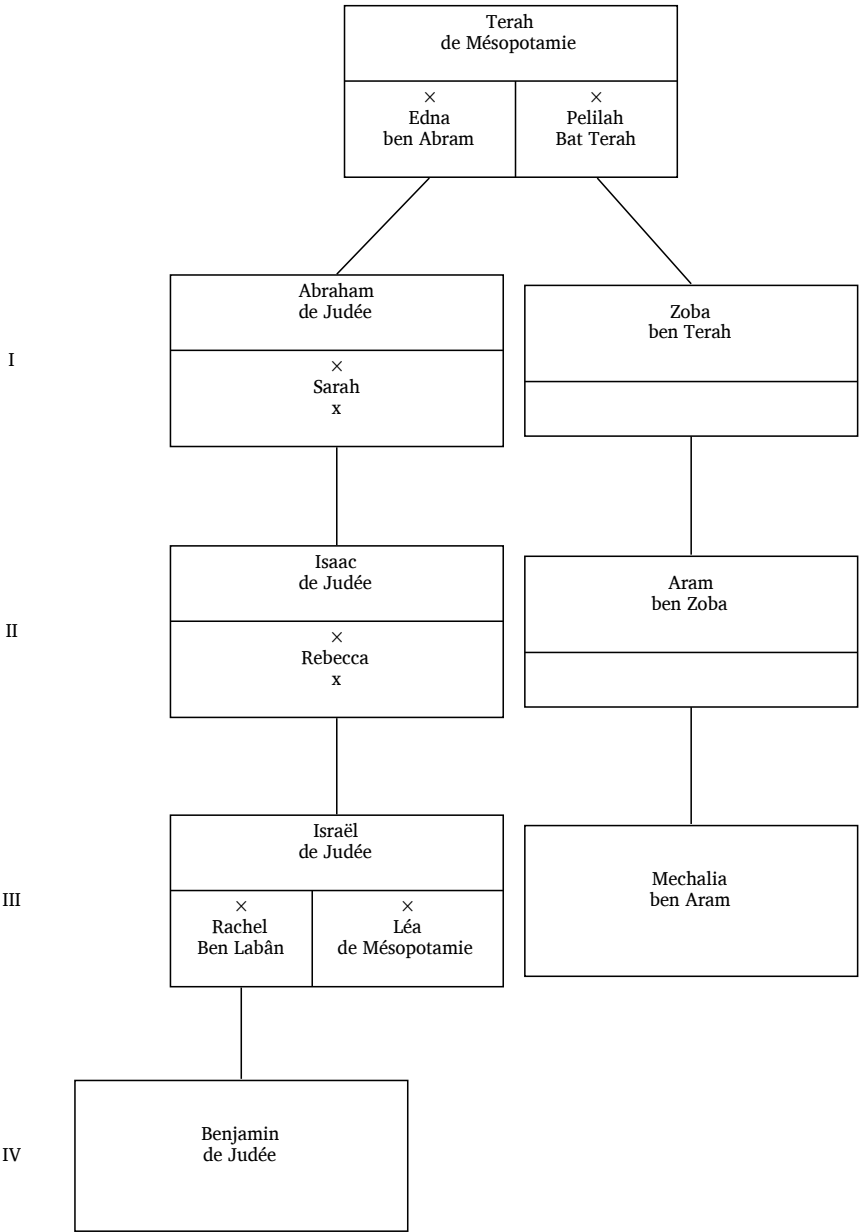 Terah
de Mésopotamie
×
Edna
ben Abram
×
Pelilah
Bat Terah
I
Abraham
de Judée
×
Sarah
x
Zoba
ben Terah
II
Isaac
de Judée
×
Rebecca
x
Aram
ben Zoba
III
Israël
de Judée
×
Rachel
Ben Labân
×
Léa
de Mésopotamie
Mechalia
ben Aram
IV
Benjamin
de Judée